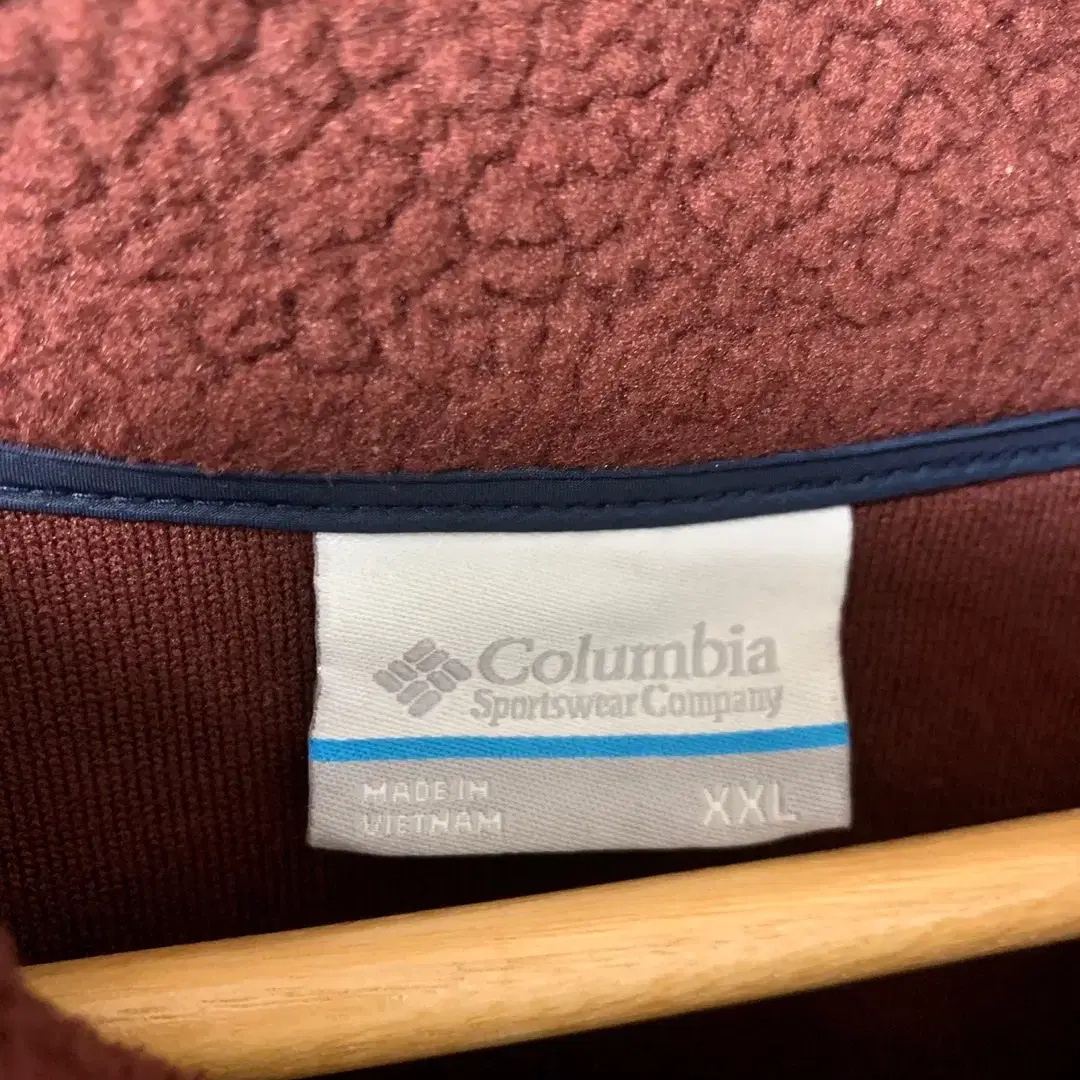 Columbia
Sportswear Company
MADE IN
VIETNAM
XXL